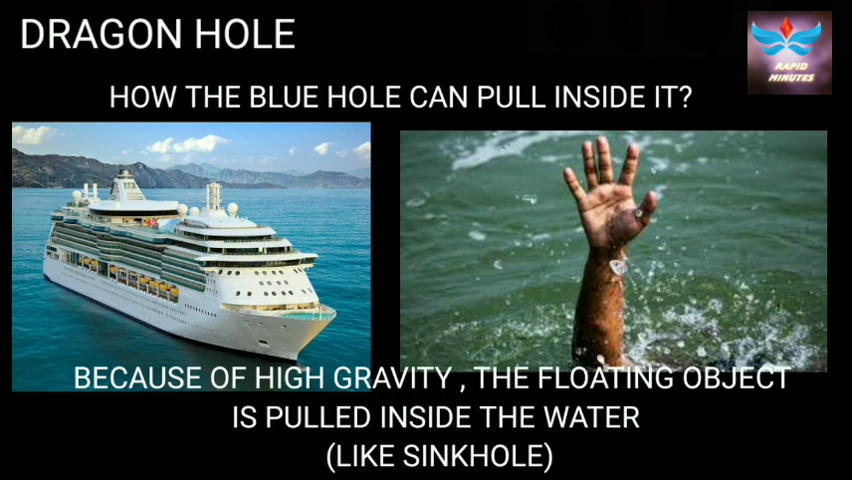 DRAGON HOLE
RAPID
MINUTES
HOW THE BLUE HOLE CAN PULL INSIDE IT?
BECAUSE OF HIGH GRAVITY , THE FLOATING OBJECT
IS PULLED INSIDE THE WATER
(LIKE SINKHOLE)